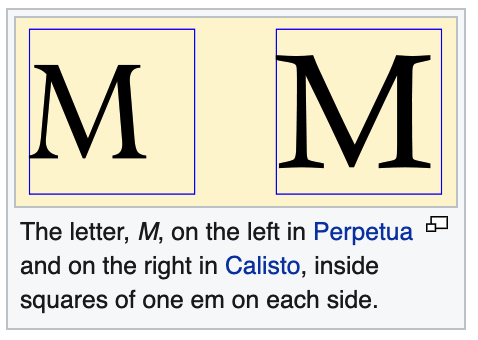 M M
The letter, M, on the left in Perpetua
and on the right in Calisto, inside
squares of one em on each side.